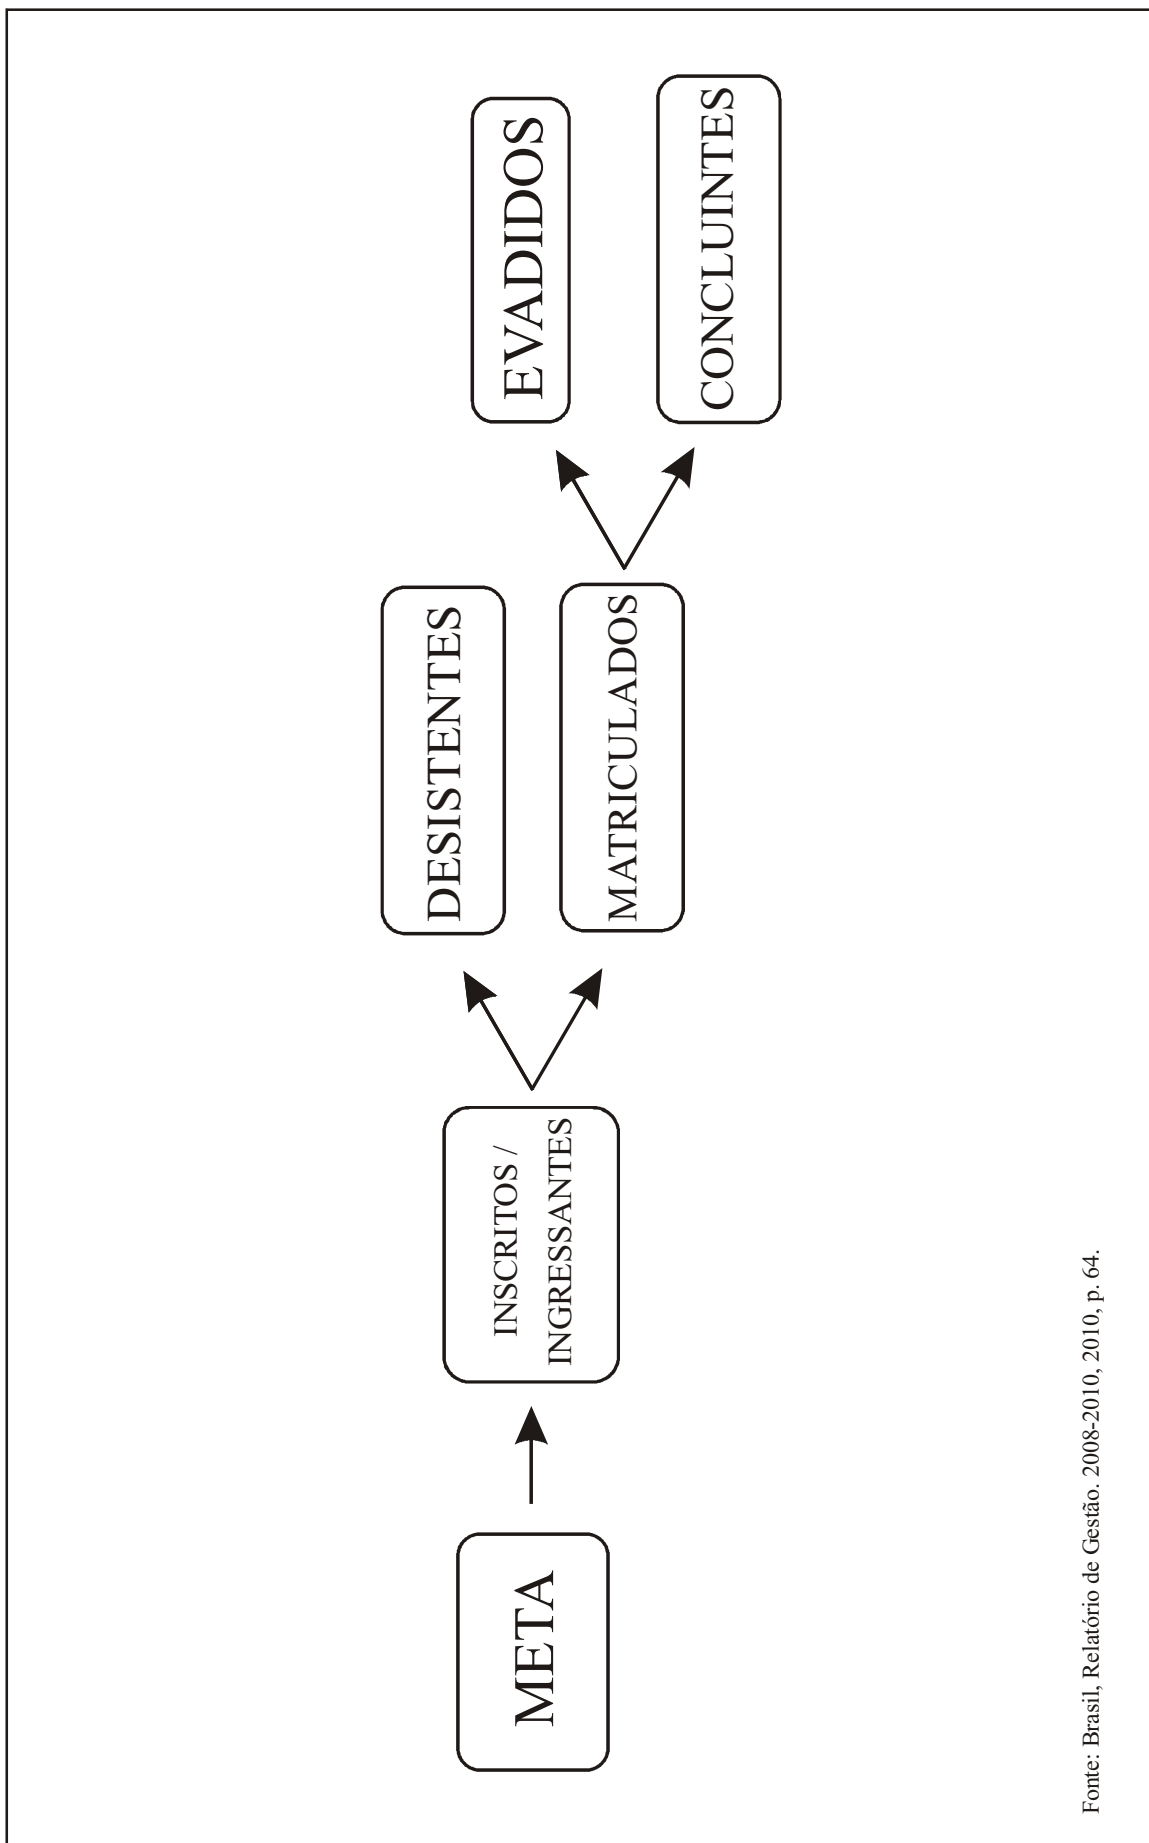 META
INSCRITOS /
INGRESSANTES
DESISTENTES
MATRICULADOS
EVADIDOS
CONCLUINTES
Fonte: Brasil, Relatório de Gestão. 2008-2010, 2010, p. 64.